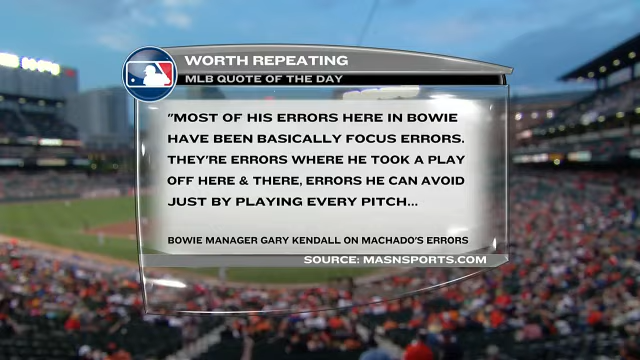 WORTH REPEATING
MLB QUOTE OF THE DAY
"MOST OF HIS ERRORS HERE IN BOWIE
HAVE BEEN BASICALLY FOCUS ERRORS.
THEY'RE ERRORS WHERE HE TOOK A PLAY
OFF HERE & THERE, ERRORS HE CAN AVOID
JUST BY PLAYING EVERY PITCH...
BOWIE MANAGER GARY KENDALL ON MACHADO'S ERRORS
SOURCE: MASNSPORTS.COM